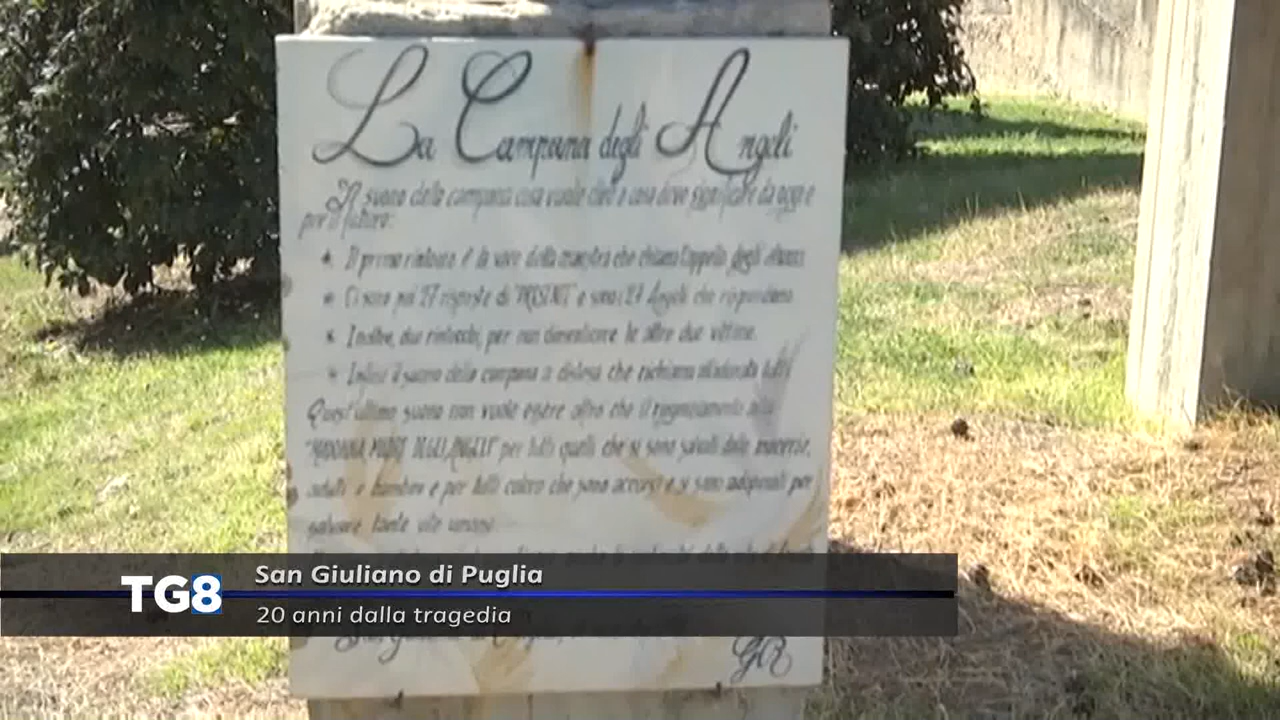 La Campana degli Angeli
Il suono della campana cosa vuole dire e cosa deve significare da oggi e
per il futuro:
Il primo rintocco è la voce della maestra che chiama l'appello degli
Ci sono poi 27 risposte di "PRESENTE" e sono i 27 Angeli che rispondono
Inoltre, due rintocchi, per non dimenticare le altre due vittime.
Infine il suono della campana a distesa che richiama tutti
Quest'ultimo suono non vuole essere altro che il ringraziamento alla
"MADONNA DEGLI ANGELI" per tutti quelli che si sono salvati dalle macerie,
adulti e bambini e per tutti coloro che sono accorsi e si sono adoperati per
salvare tante vite umane
TG8
San Giuliano di Puglia
20 anni dalla tragedia
GR